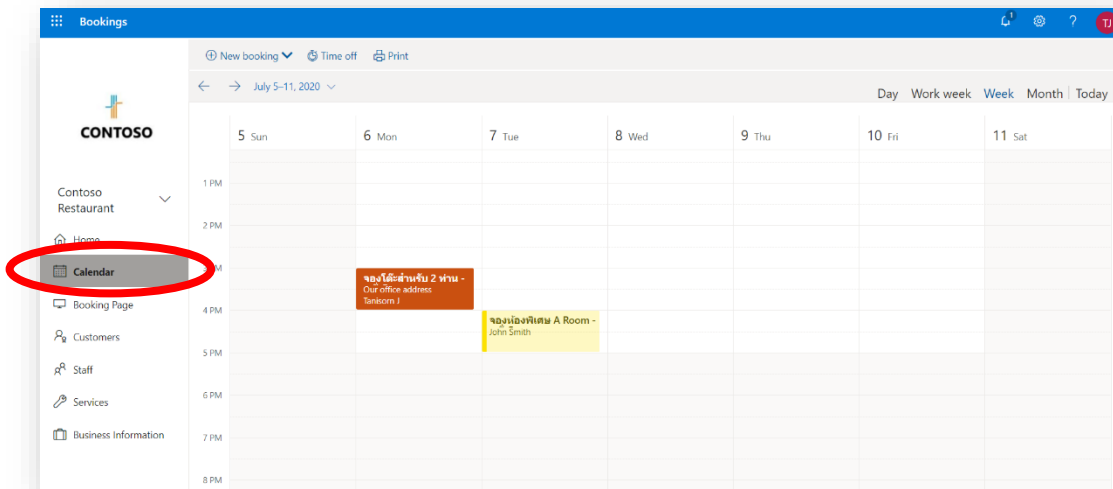 Bookings
1
?
TJ
New booking
Time off
Print
July 5–11, 2020
Day
Work week
Week
Month
Today
CONTOSO
Contoso
Restaurant
Home
Calendar
Booking Page
Customers
Staff
Services
Business Information
5 Sun
6 Mon
7 Tue
8 Wed
9 Thu
10 Fri
11 Sat
1 PM
2 PM
จองโต๊ะสำหรับ 2 ท่าน -
Our office address
Tanisorn J
4 PM
จองห้องพิเศษ A Room -
John Smith
5 PM
6 PM
7 PM
8 PM